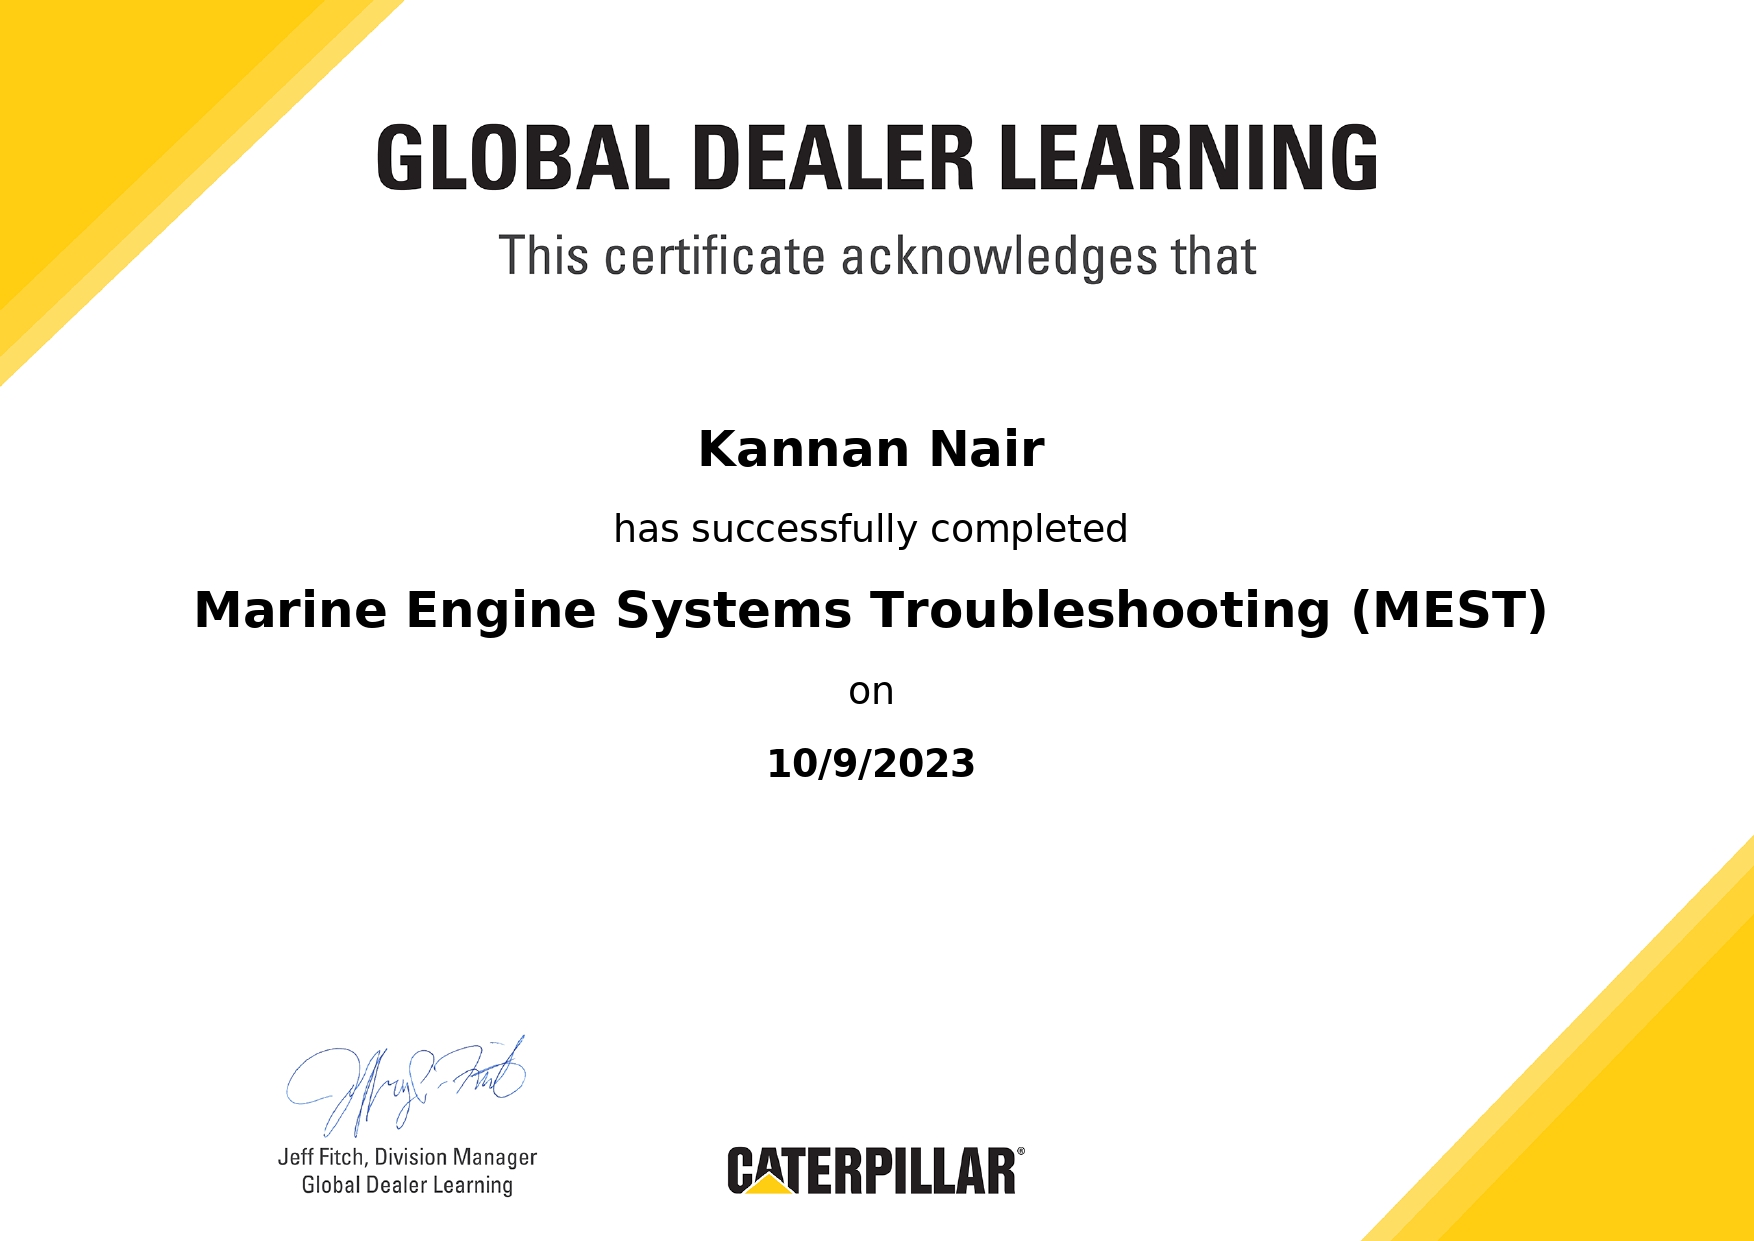 GLOBAL DEALER LEARNING
This certificate acknowledges that
Kannan Nair
has successfully completed
Marine Engine Systems Troubleshooting (MEST)
on
10/9/2023
Jeff Fitch, Division Manager
Global Dealer Learning
CATERPILLAR®